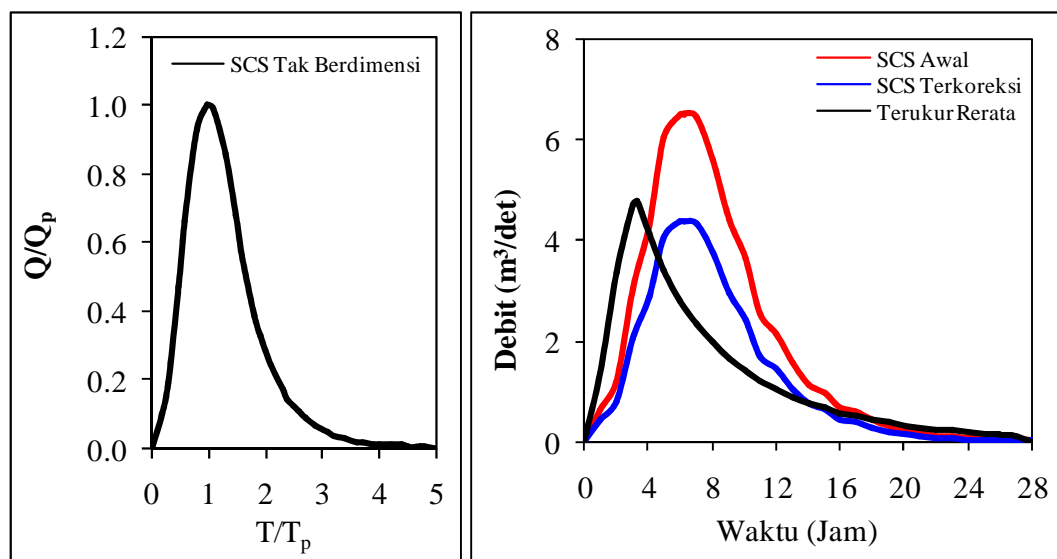 1.2
1.0
0.8
0.6
0.4
0.2
0.0
Q/Qp
SCS Tak Berdimensi
0 1 2 3 4 5
T/Tp
8
6
4
2
0
Debit (m³/det)
SCS Awal
SCS Terkoreksi
Terukur Rerata
0 4 8 12 16 20 24 28
Waktu (Jam)